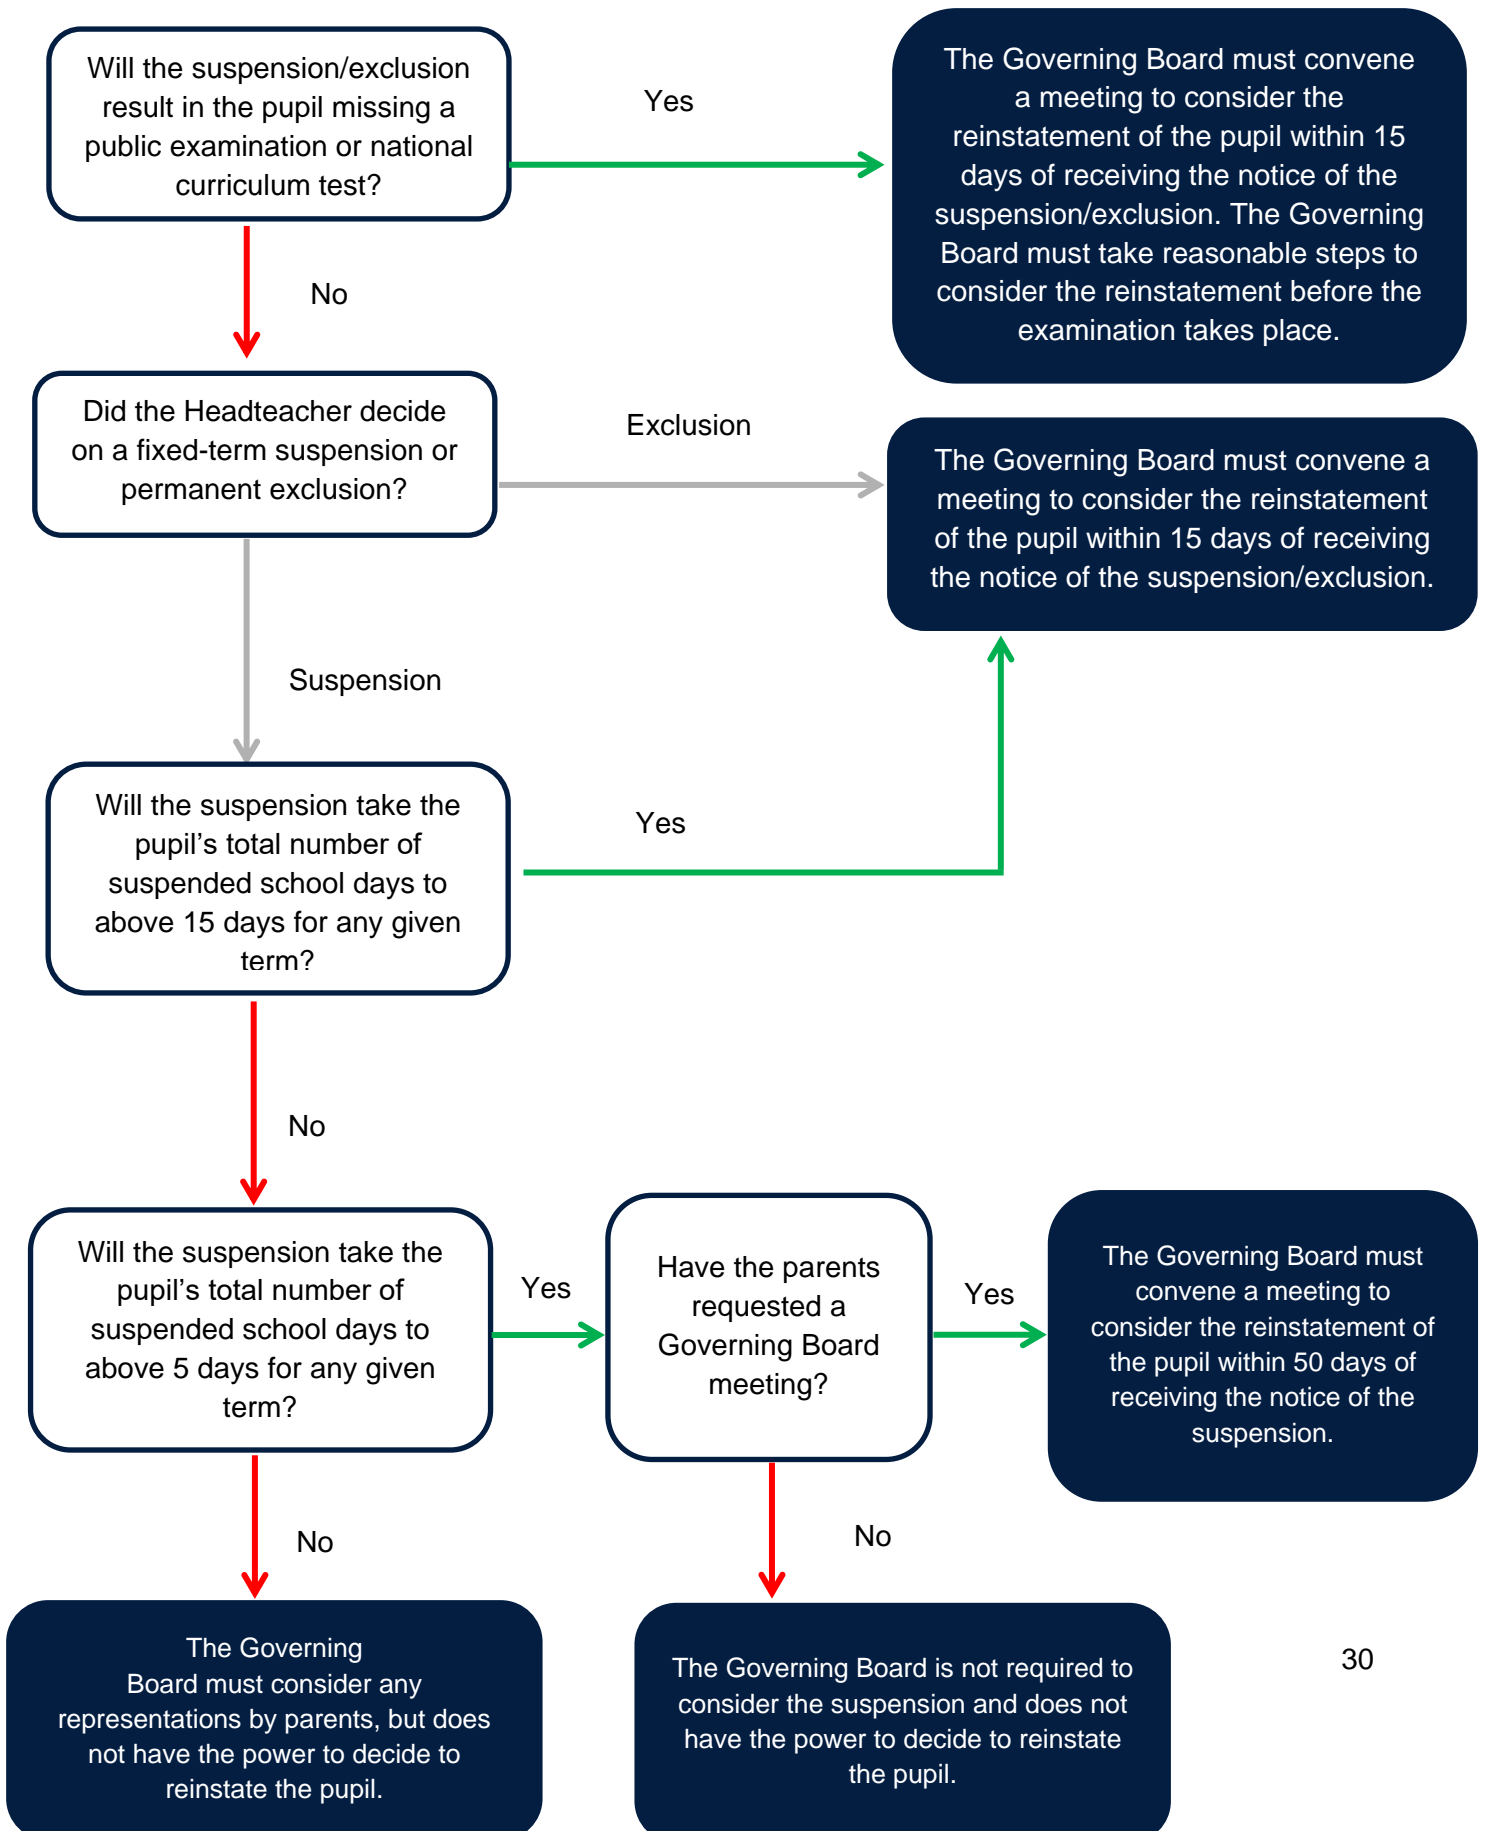 Will the suspension/exclusion
result in the pupil missing a
public examination or national
curriculum test?
Yes
The Governing Board must convene
a meeting to consider the
reinstatement of the pupil within 15
days of receiving the notice of the
suspension/exclusion. The Governing
Board must take reasonable steps to
consider the reinstatement before the
examination takes place.
No
Did the Headteacher decide
on a fixed-term suspension or
permanent exclusion?
Exclusion
The Governing Board must convene a
meeting to consider the reinstatement
of the pupil within 15 days of receiving
the notice of the suspension/exclusion.
Suspension
Will the suspension take the
pupil’s total number of
suspended school days to
above 15 days for any given
term?
Yes
No
Will the suspension take the
pupil’s total number of
suspended school days to
above 5 days for any given
term?
Yes
Have the parents
requested a
Governing Board
meeting?
Yes
The Governing Board must
convene a meeting to
consider the reinstatement of
the pupil within 50 days of
receiving the notice of the
suspension.
No
No
The Governing
Board must consider any
representations by parents, but does
not have the power to decide to
reinstate the pupil.
The Governing Board is not required to
consider the suspension and does not
have the power to decide to reinstate
the pupil.
30